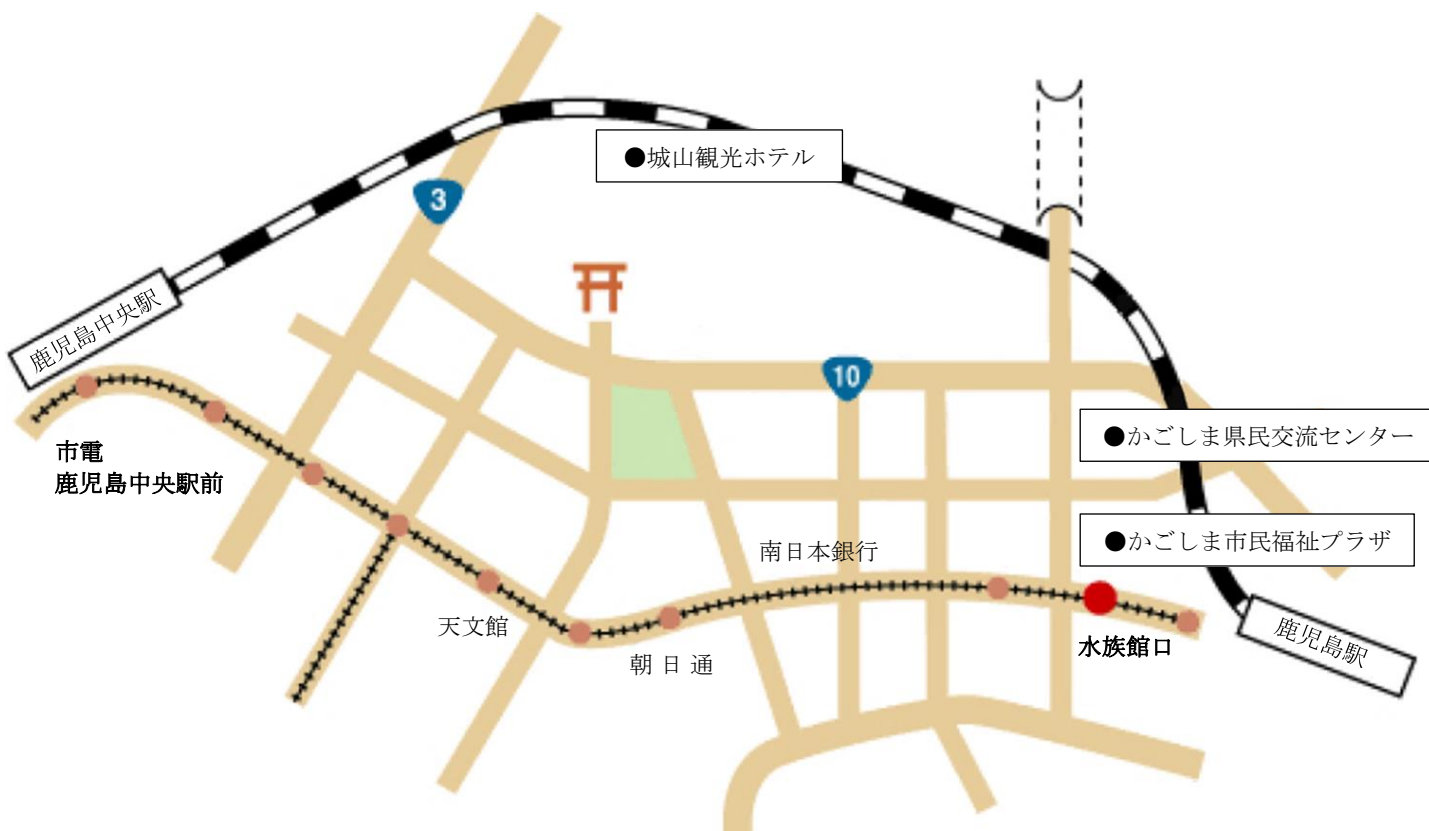 ●城山観光ホテル
3
鹿児島中央駅
10
●かごしま県民交流センター
市電
鹿児島中央駅前
●かごしま市民福祉プラザ
南日本銀行
天文館
朝日通
水族館口
鹿児島駅